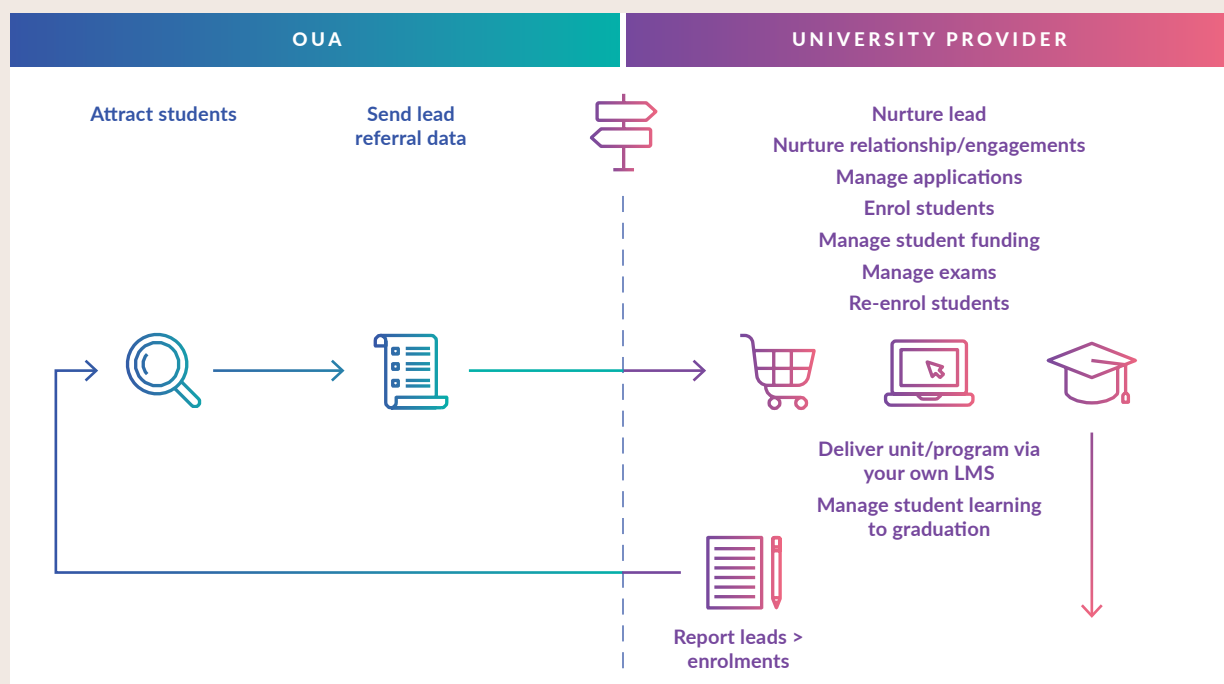 OUA
UNIVERSITY PROVIDER
Attract students
Send lead
referral data
Nurture lead
Nurture relationship/engagements
Manage applications
Enrol students
Manage student funding
Manage exams
Re-enrol students
Deliver unit/program via
your own LMS
Manage student learning
to graduation
Report leads >
enrolments